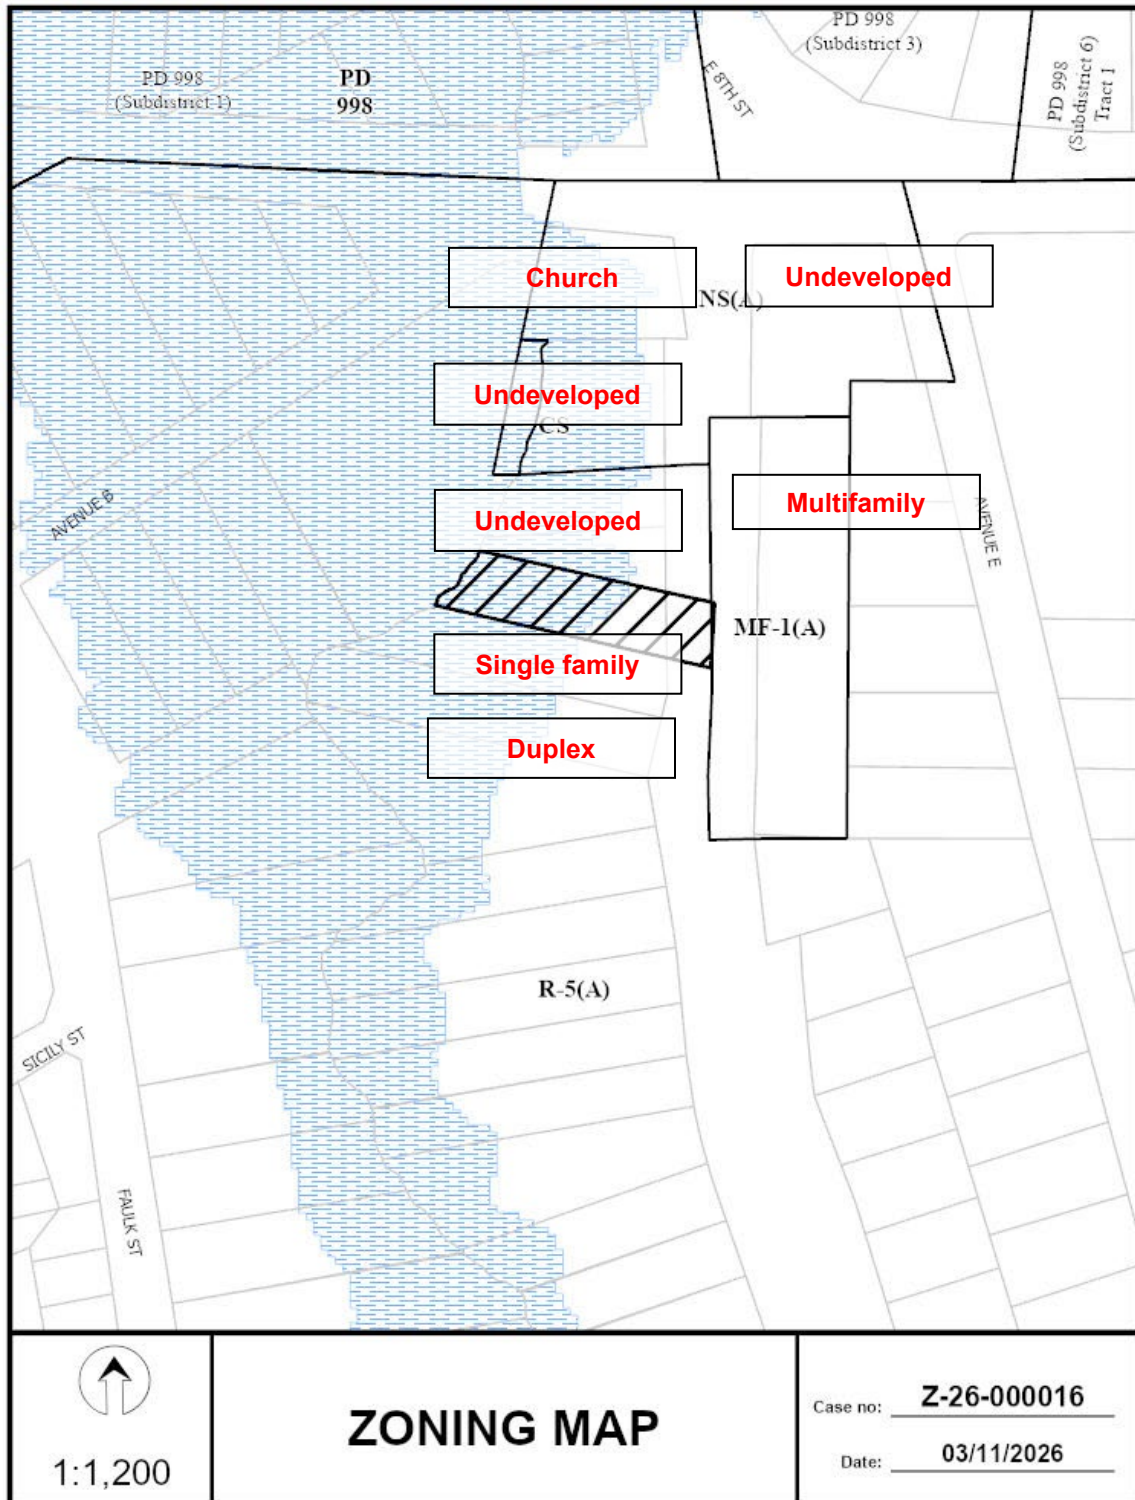 PD 998
(Subdistrict 3)
PD 998
(Subdistrict 1)
PD
998
E 8TH ST
PD 998
(Subdistrict 6)
Tract 1
Church
Undeveloped
NS(A)
Undeveloped
CS
Undeveloped
Multifamily
AVENUE B
AVENUE E
MF-1(A)
Single family
Duplex
R-5(A)
SICILY ST
FAULK ST
1:1,200
ZONING MAP
Case no: Z-26-000016
Date: 03/11/2026